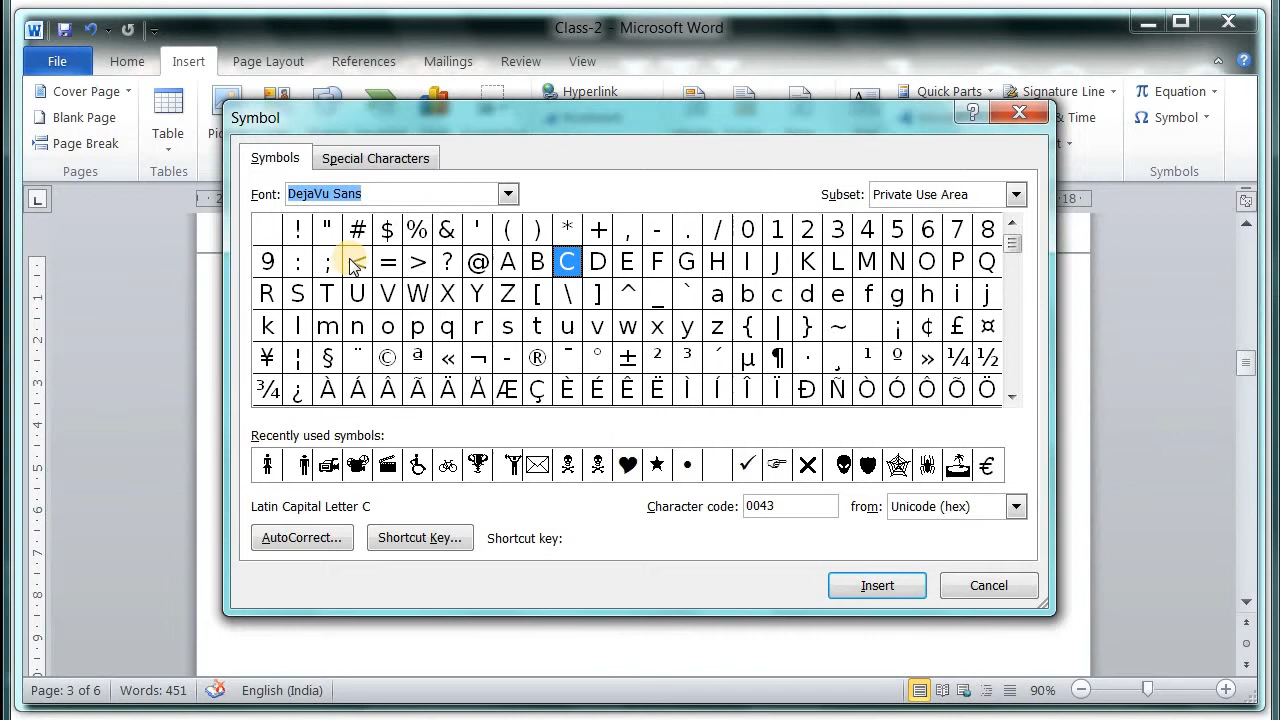 Class-2 - Microsoft Word
File Home Insert Page Layout References Mailings Review View
Cover Page
Blank Page
Page Break
Pages
Table
Tables
Hyperlink
Quick Parts
Signature Line
& Time
Equation
Symbol
Symbols
Symbol
Symbols Special Characters
Font: DejaVu Sans Subset: Private Use Area
! " # $ % & ' ( ) * + , - . / 0 1 2 3 4 5 6 7 8
9 : ; < = > ? @ A B C D E F G H I J K L M N O P Q
R S T U V W X Y Z [ \ ] ^ _ ` a b c d e f g h i j
k l m n o p q r s t u v w x y z { | } ~ ¡ ¢ £ ¤
¥ ¦ § ¨ © ª « ¬ - ® ¯ ° ± ² ³ ´ µ ¶ · ¸ ¹ º » ¼ ½
¾ ¿ À Á Â Ã Ä Å Æ Ç È É Ê Ë Ì Í Î Ï Ð Ñ Ò Ó Ô Õ Ö
Recently used symbols:
€
Latin Capital Letter C Character code: 0043 from: Unicode (hex)
AutoCorrect... Shortcut Key... Shortcut key:
Insert Cancel
Page: 3 of 6 Words: 451 English (India) 90%